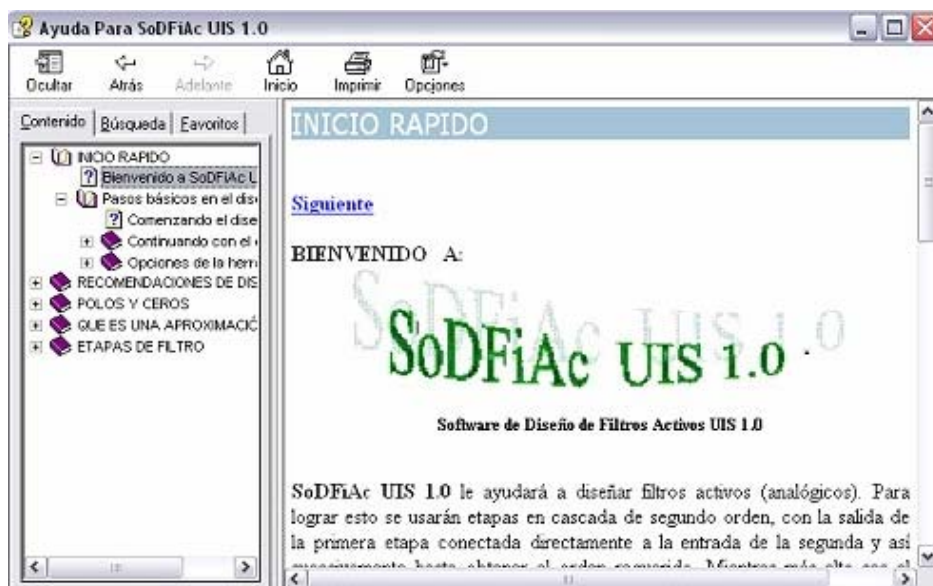 Ayuda Para SoDFiAc UIS 1.0
Ocultar Atrás Adelante Inicio Imprimir Opciones
Contenido Búsqueda Favoritos
INICIO RAPIDO
Bienvenido a SoDFiAc U
Pasos básicos en el dis
Comenzando el dise
Continuando con el
Opciones de la herr
RECOMENDACIONES DE DIS
POLOS Y CEROS
QUE ES UNA APROXIMACIÓ
ETAPAS DE FILTRO
INICIO RAPIDO
Siguiente
BIENVENIDO A:
SoDFiAc UIS 1.0
Software de Diseño de Filtros Activos UIS 1.0
SoDFiAc UIS 1.0 le ayudará a diseñar filtros activos (analógicos). Para
lograr esto se usarán etapas en cascada de segundo orden, con la salida de
la primera etapa conectada directamente a la entrada de la segunda y así